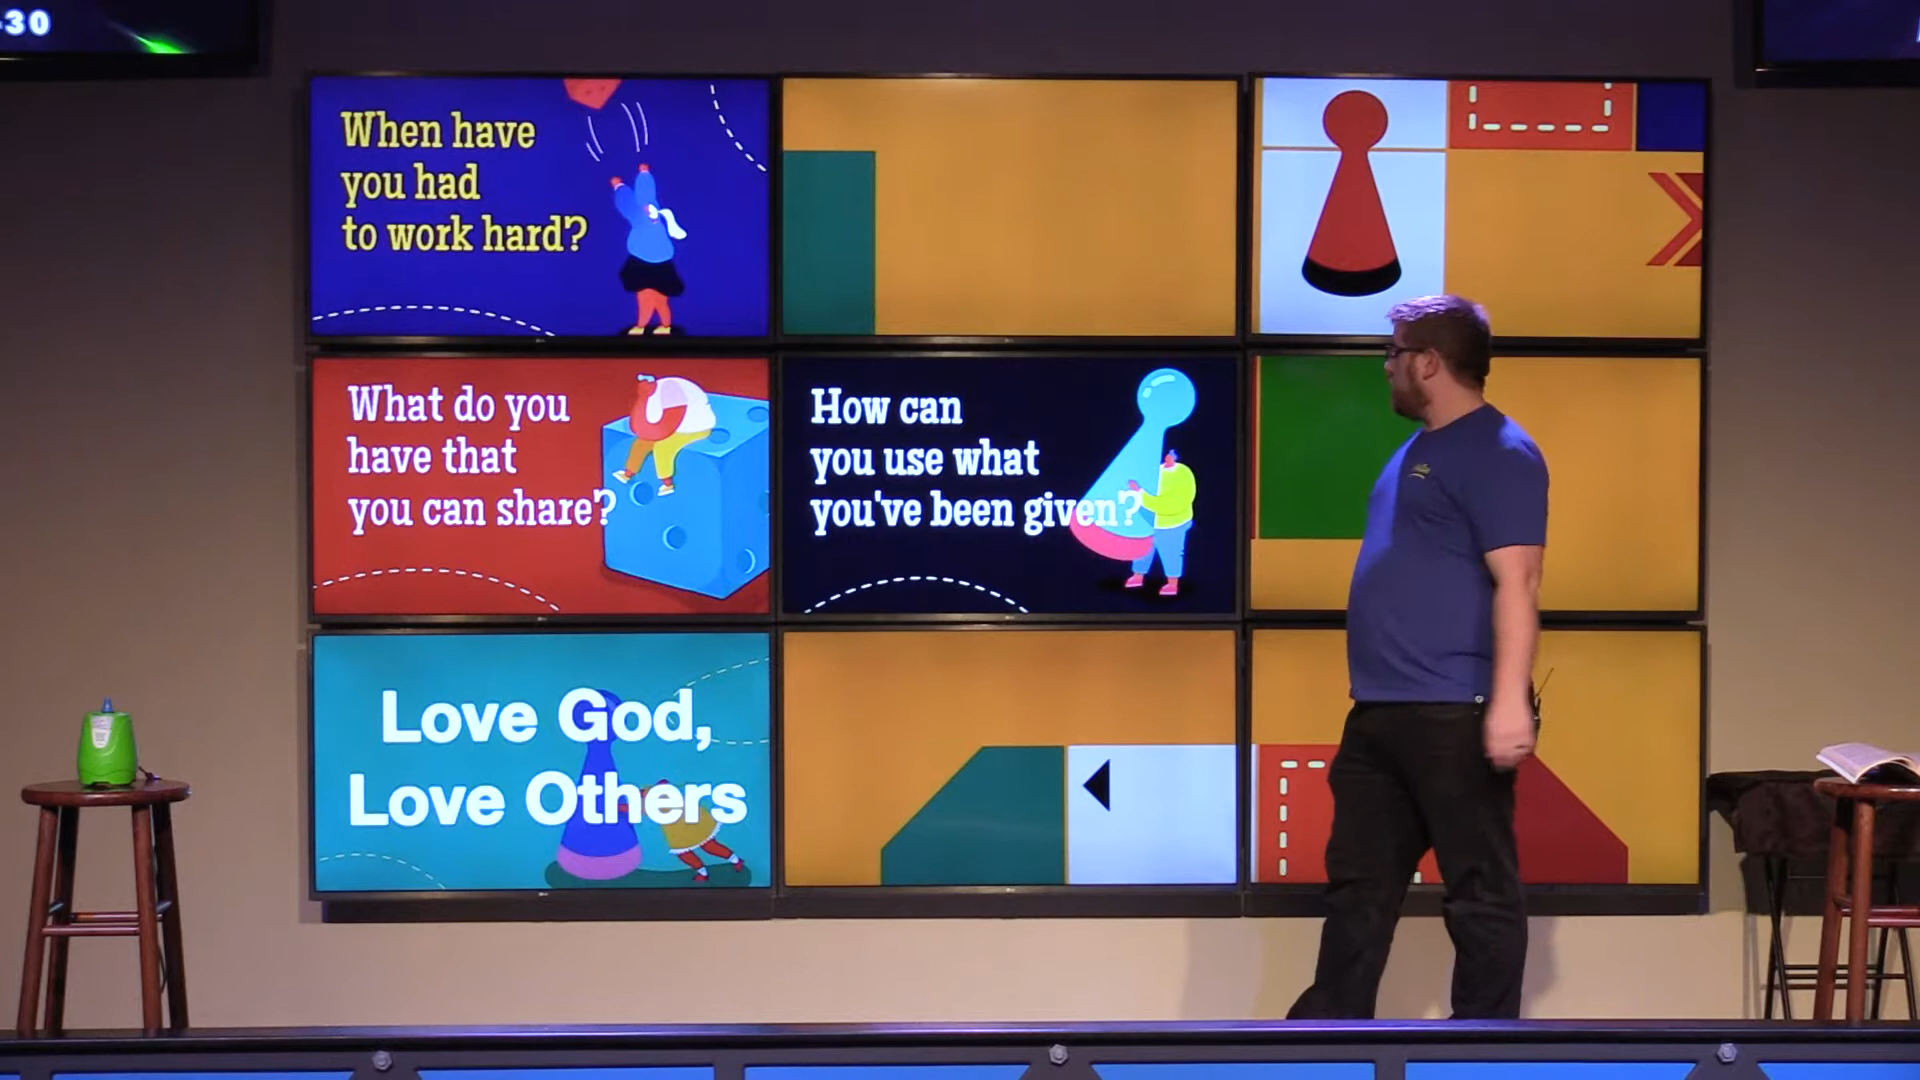 30
When have
you had
to work hard?
What do you
have that
you can share?
How can
you use what
you've been given?
Love God,
Love Others